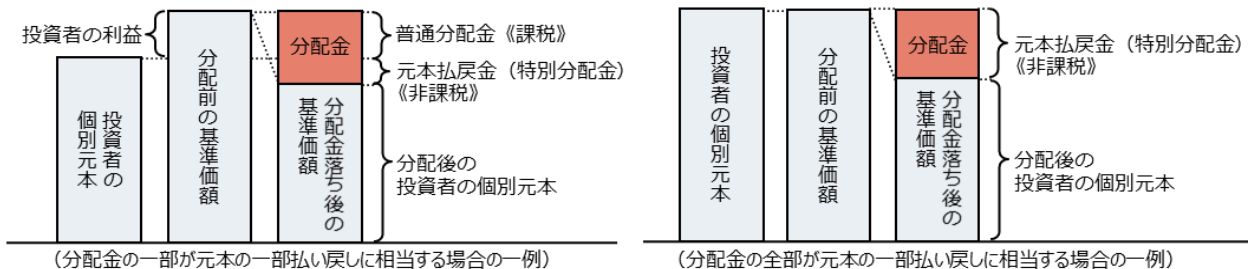 投資者の利益
投資者の
個別元本
分配前の基準価額
分配金
分配金落ち後の
基準価額
普通分配金《課税》
元本払戻金（特別分配金）
《非課税》
分配後の
投資者の個別元本
（分配金の一部が元本の一部払い戻しに相当する場合の一例）
投資者の個別元本
分配前の基準価額
分配金
分配金落ち後の
基準価額
元本払戻金（特別分配金）
《非課税》
分配後の
投資者の個別元本
（分配金の全部が元本の一部払い戻しに相当する場合の一例）